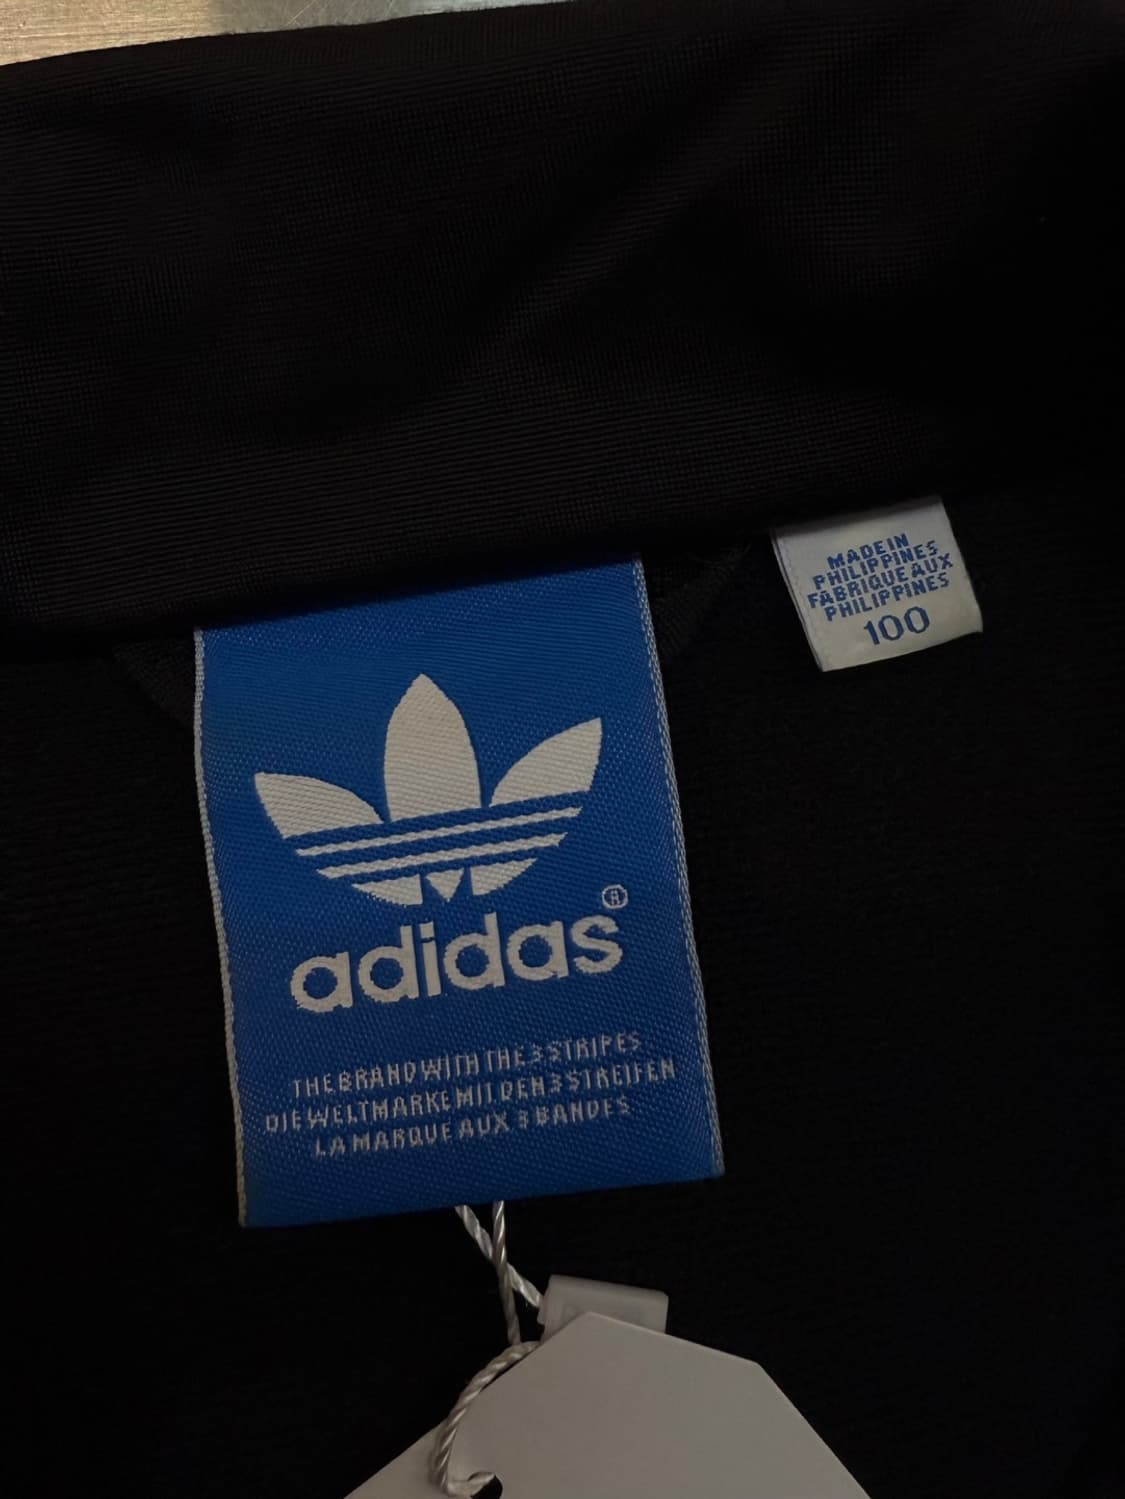 MADE IN
PHILIPPINES
FABRIQUE AUX
PHILIPPINES
100
adidas®
THE BRAND WITH THE 3 STRIPES
DIE WELTMARKE MIT DEN 3 STREIFEN
LA MARQUE AUX 3 BANDES